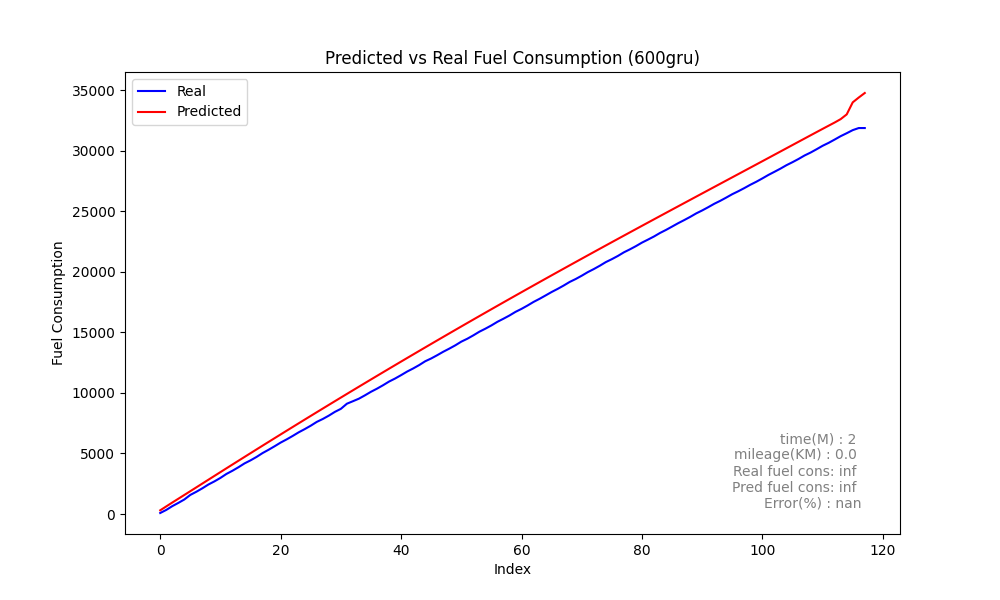 Predicted vs Real Fuel Consumption (600gru)
Real
Predicted
35000
30000
25000
20000
15000
10000
5000
0
Fuel Consumption
time(M) : 2
mileage(KM) : 0.0
Real fuel cons: inf
Pred fuel cons: inf
Error(%) : nan
0 20 40 60 80 100 120
Index